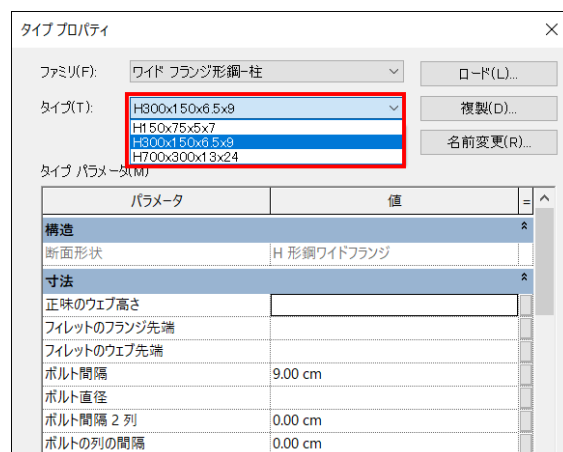 タイプ プロパティ
ファミリ(F): ワイド フランジ形鋼-柱 ロード(L)...
タイプ(T): H300x150x6.5x9 複製(D)...
H150x75x5x7
H300x150x6.5x9 名前変更(R)...
H700x300x13x24
タイプ パラメータ(M)
パラメータ 値 =
構造
断面形状 H 形鋼ワイドフランジ
寸法
正味のウェブ高さ
フィレットのフランジ先端
フィレットのウェブ先端
ボルト間隔 9.00 cm
ボルト直径
ボルト間隔 2 列 0.00 cm
ボルトの列の間隔 0.00 cm